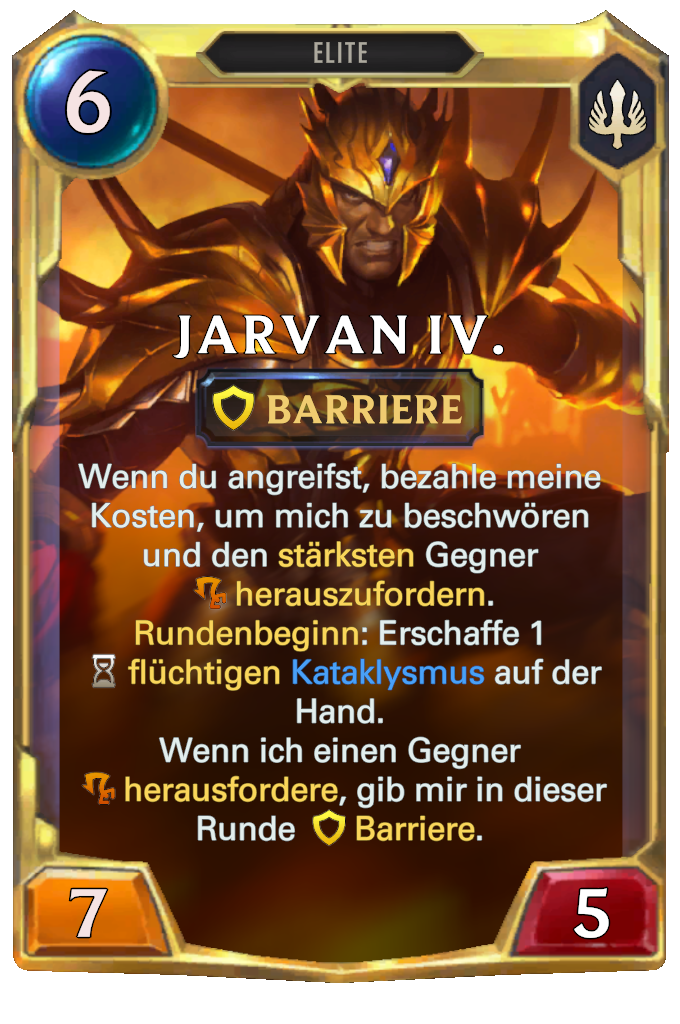 ELITE
6
JARVAN IV.
BARRIERE
Wenn du angreifst, bezahle meine
Kosten, um mich zu beschwören
und den stärksten Gegner
herauszufordern.
Rundenbeginn: Erschaffe 1
flüchtigen Kataklysmus auf der
Hand.
Wenn ich einen Gegner
herausfordere, gib mir in dieser
Runde Barriere.
7
5